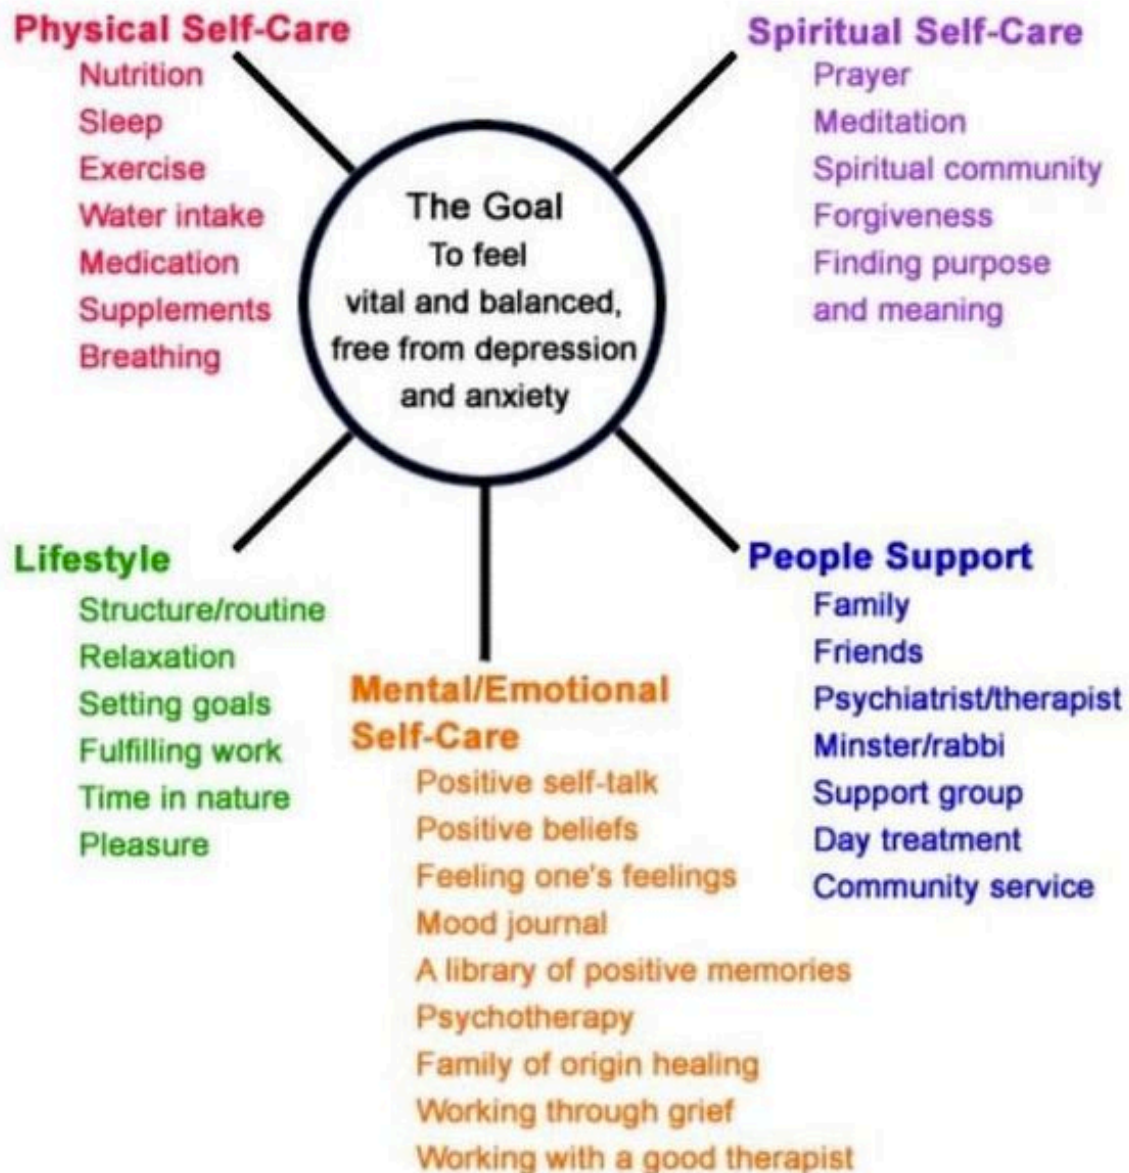 Physical Self-Care
Nutrition
Sleep
Exercise
Water intake
Medication
Supplements
Breathing
Spiritual Self-Care
Prayer
Meditation
Spiritual community
Forgiveness
Finding purpose
and meaning
The Goal
To feel
vital and balanced,
free from depression
and anxiety
Lifestyle
Structure/routine
Relaxation
Setting goals
Fulfilling work
Time in nature
Pleasure
Mental/Emotional
Self-Care
Positive self-talk
Positive beliefs
Feeling one's feelings
Mood journal
A library of positive memories
Psychotherapy
Family of origin healing
Working through grief
Working with a good therapist
People Support
Family
Friends
Psychiatrist/therapist
Minster/rabbi
Support group
Day treatment
Community service